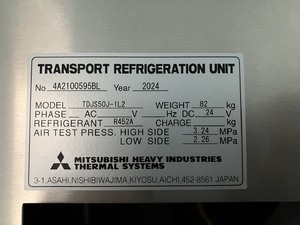 TRANSPORT REFRIGERATION UNIT
No 4A2100595BL Year 2024
MODEL TDJS50J-1L2 WEIGHT 82 kg
PHASE AC V Hz DC 24 V
REFRIGERANT R452A CHARGE kg
AIR TEST PRESS. HIGH SIDE 3.24 MPa
LOW SIDE 2.26 MPa
MITSUBISHI HEAVY INDUSTRIES
THERMAL SYSTEMS
3-1, ASAHI, NISHIBIWAJIMA, KIYOSU, AICHI, 452-8561 JAPAN